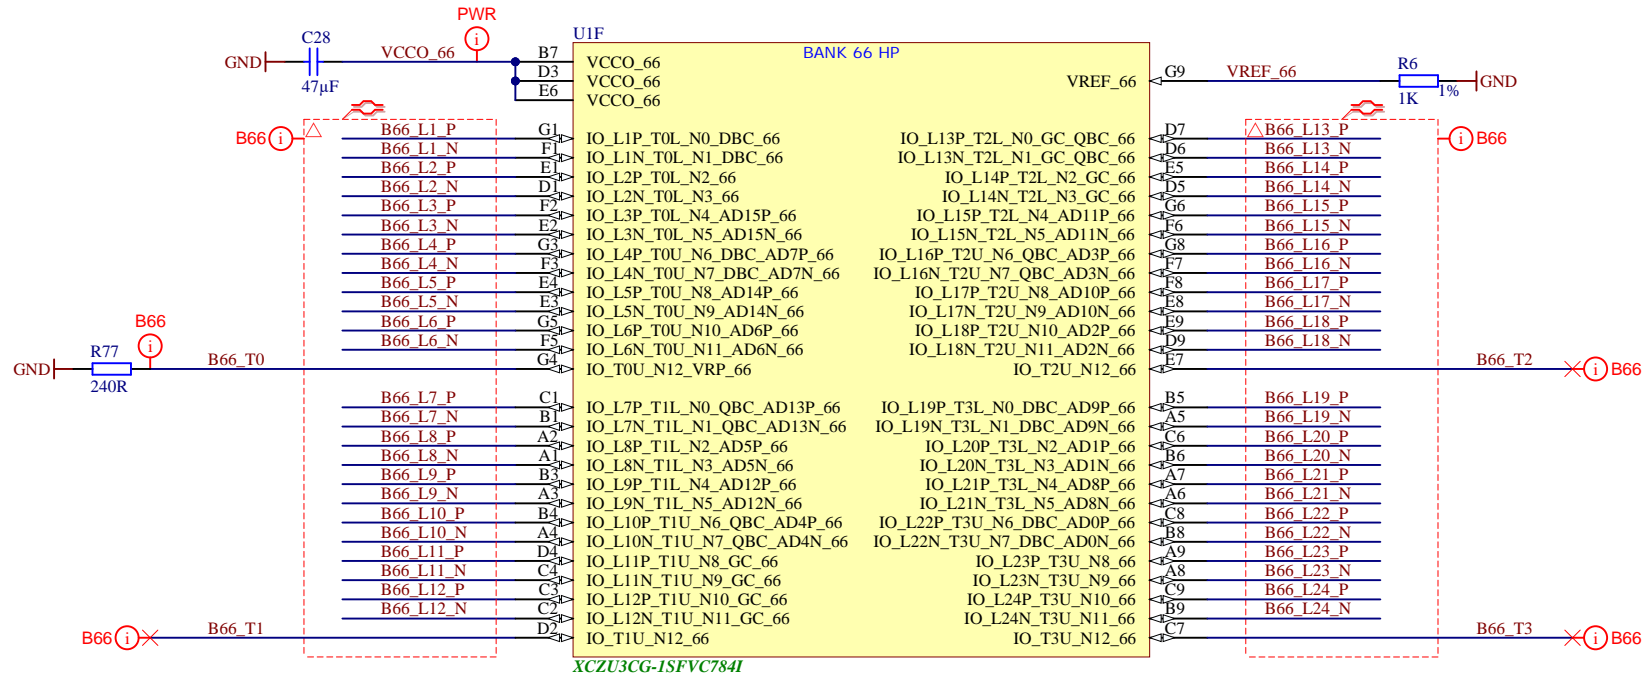 PWR
U1F
C28
GND
VCCO_66
47µF
BANK 66 HP
B7 VCCO_66
D3 VCCO_66
E6 VCCO_66
VREF_66 G9 VREF_66
R6
1K
1%
GND
B66
B66
B66_L1_P G1 IO_L1P_T0L_N0_DBC_66 IO_L13P_T2L_N0_GC_QBC_66 D7 B66_L13_P
B66_L1_N F1 IO_L1N_T0L_N1_DBC_66 IO_L13N_T2L_N1_GC_QBC_66 D6 B66_L13_N
B66_L2_P E1 IO_L2P_T0L_N2_66 IO_L14P_T2L_N2_GC_66 E5 B66_L14_P
B66_L2_N D1 IO_L2N_T0L_N3_66 IO_L14N_T2L_N3_GC_66 D5 B66_L14_N
B66_L3_P F2 IO_L3P_T0L_N4_AD15P_66 IO_L15P_T2L_N4_AD11P_66 G6 B66_L15_P
B66_L3_N E2 IO_L3N_T0L_N5_AD15N_66 IO_L15N_T2L_N5_AD11N_66 F6 B66_L15_N
B66_L4_P G3 IO_L4P_T0U_N6_DBC_AD7P_66 IO_L16P_T2U_N6_QBC_AD3P_66 G8 B66_L16_P
B66_L4_N F3 IO_L4N_T0U_N7_DBC_AD7N_66 IO_L16N_T2U_N7_QBC_AD3N_66 F7 B66_L16_N
B66_L5_P E4 IO_L5P_T0U_N8_AD14P_66 IO_L17P_T2U_N8_AD10P_66 F8 B66_L17_P
B66_L5_N E3 IO_L5N_T0U_N9_AD14N_66 IO_L17N_T2U_N9_AD10N_66 E8 B66_L17_N
B66_L6_P G5 IO_L6P_T0U_N10_AD6P_66 IO_L18P_T2U_N10_AD2P_66 E9 B66_L18_P
B66_L6_N F5 IO_L6N_T0U_N11_AD6N_66 IO_L18N_T2U_N11_AD2N_66 D9 B66_L18_N
B66
R77
GND
240R
B66_T0 G4 IO_T0U_N12_VRP_66 IO_T2U_N12_66 E7 B66_T2 B66
B66_L7_P C1 IO_L7P_T1L_N0_QBC_AD13P_66 IO_L19P_T3L_N0_DBC_AD9P_66 B5 B66_L19_P
B66_L7_N B1 IO_L7N_T1L_N1_QBC_AD13N_66 IO_L19N_T3L_N1_DBC_AD9N_66 A5 B66_L19_N
B66_L8_P A2 IO_L8P_T1L_N2_AD5P_66 IO_L20P_T3L_N2_AD1P_66 C6 B66_L20_P
B66_L8_N A1 IO_L8N_T1L_N3_AD5N_66 IO_L20N_T3L_N3_AD1N_66 B6 B66_L20_N
B66_L9_P B3 IO_L9P_T1L_N4_AD12P_66 IO_L21P_T3L_N4_AD8P_66 A7 B66_L21_P
B66_L9_N A3 IO_L9N_T1L_N5_AD12N_66 IO_L21N_T3L_N5_AD8N_66 A6 B66_L21_N
B66_L10_P B4 IO_L10P_T1U_N6_QBC_AD4P_66 IO_L22P_T3U_N6_DBC_AD0P_66 C8 B66_L22_P
B66_L10_N A4 IO_L10N_T1U_N7_QBC_AD4N_66 IO_L22N_T3U_N7_DBC_AD0N_66 B8 B66_L22_N
B66_L11_P D4 IO_L11P_T1U_N8_GC_66 IO_L23P_T3U_N8_66 A9 B66_L23_P
B66_L11_N C4 IO_L11N_T1U_N9_GC_66 IO_L23N_T3U_N9_66 A8 B66_L23_N
B66_L12_P C3 IO_L12P_T1U_N10_GC_66 IO_L24P_T3U_N10_66 C9 B66_L24_P
B66_L12_N C2 IO_L12N_T1U_N11_GC_66 IO_L24N_T3U_N11_66 B9 B66_L24_N
B66 B66_T1 D2 IO_T1U_N12_66 IO_T3U_N12_66 C7 B66_T3 B66
XCZU3CG-1SFVC784I